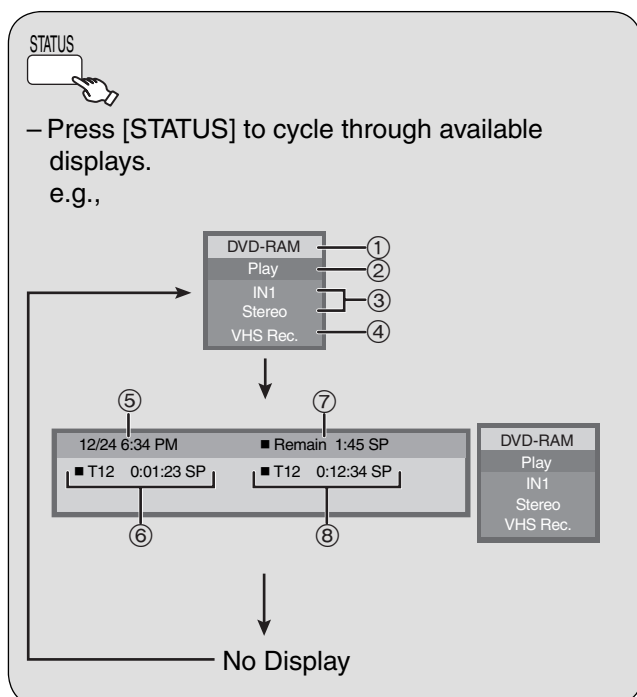 STATUS
– Press [STATUS] to cycle through available
displays.
e.g.,
DVD-RAM ①
Play ②
IN1 ③
Stereo
VHS Rec. ④
⑤ ⑦
12/24 6:34 PM ■ Remain 1:45 SP
■ T12 0:01:23 SP ■ T12 0:12:34 SP
⑥ ⑧
DVD-RAM
Play
IN1
Stereo
VHS Rec.
No Display